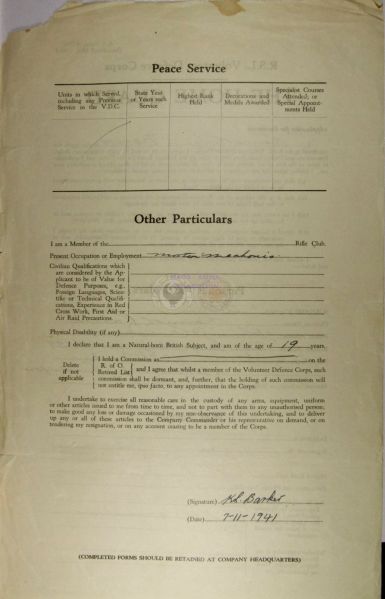 Peace Service
Units in which Served, including any Previous Service in the V.D.C.
State Year or Years such Service
Highest Rank Held
Decorations and Medals Awarded
Specialist Courses Attended; or Special Appointments Held
Other Particulars
I am a Member of the Rifle Club.
Present Occupation or Employment motor mechanic
Civilian Qualifications which
are considered by the Ap-
plicant to be of Value for
Defence Purposes, e.g.,
Foreign Languages, Scien-
tific or Technical Qualifi-
cations, Experience in Red
Cross Work, First Aid or
Air Raid Precautions.
Physical Disability (if any)
I declare that I am a Natural-born British Subject, and am of the age of 19 years.
Delete if not applicable
I hold a Commission as on the
R. of O.
Retired List
and I agree that whilst a member of the Volunteer Defence Corps, such
commission shall be dormant, and, further, that the holding of such commission will
not entitle me, ipso facto, to any appointment in the Corps.
I undertake to exercise all reasonable care in the custody of any arms, equipment, uniform
or other articles issued to me from time to time, and not to part with them to any unauthorised person;
to make good any loss or damage occasioned by my non-observance of this undertaking, and to deliver
up any or all of these articles to the Company Commander or his representative on demand, or on
tendering my resignation, or on any account ceasing to be a member of the Corps.
(Signature) Barker
(Date) 7-11-1941
(COMPLETED FORMS SHOULD BE RETAINED AT COMPANY HEADQUARTERS)